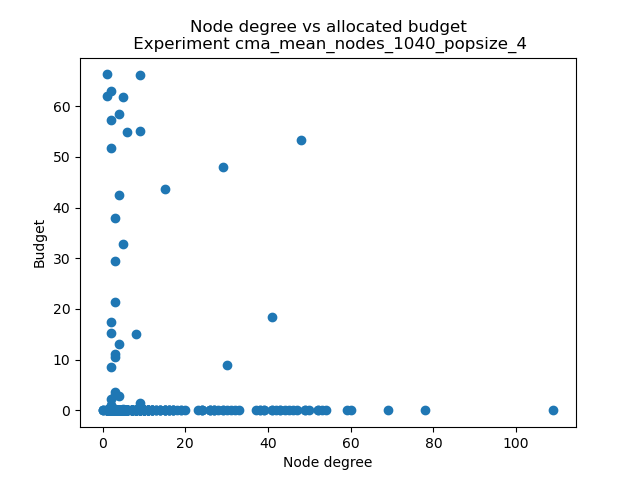 Node degree vs allocated budget
Experiment cma_mean_nodes_1040_popsize_4
60
50
40
30
20
10
0
Budget
0 20 40 60 80 100
Node degree